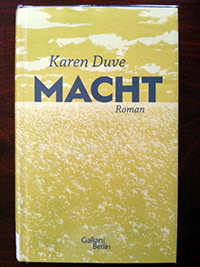 Karen Duve
MACHT
Roman
Galiani
Berlin